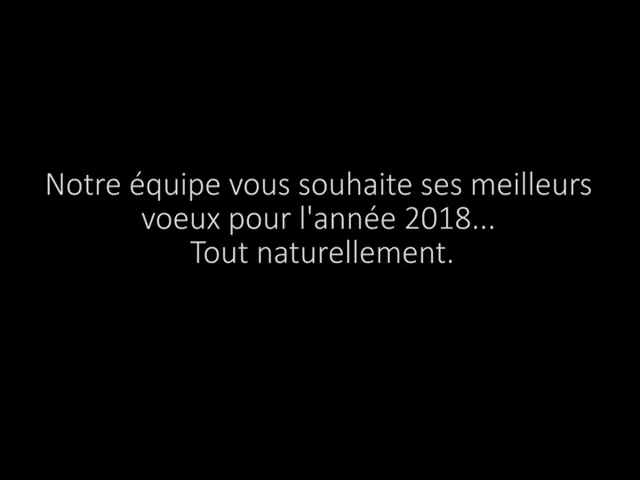 Notre équipe vous souhaite ses meilleurs
voeux pour l'année 2018...
Tout naturellement.